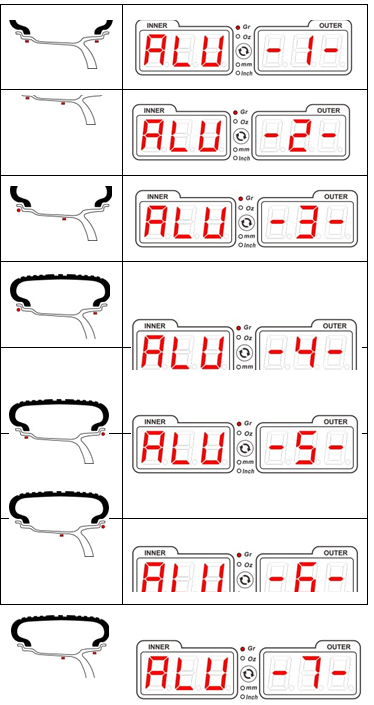 INNER Gr OUTER
Oz
ALU -1-
mm
Inch
INNER Gr OUTER
Oz
ALU -2-
mm
Inch
INNER Gr OUTER
Oz
ALU -3-
mm
Inch
INNER Gr OUTER
Oz
ALU -4-
mm
INNER Gr OUTER
Oz
ALU -5-
mm
Inch
INNER Gr OUTER
Oz
ALU -6-
mm
INNER Gr OUTER
Oz
ALU -7-
mm
Inch